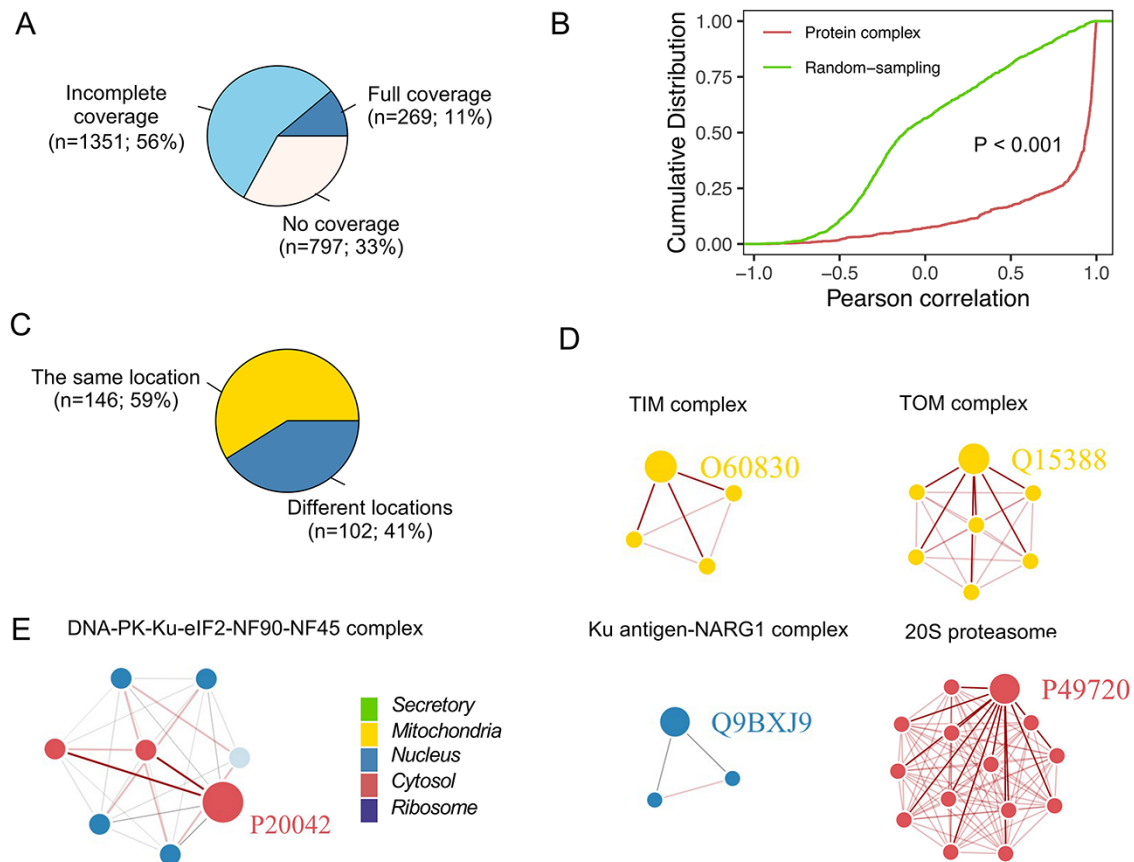 A
Incomplete
coverage
(n=1351; 56%)
Full coverage
(n=269; 11%)
No coverage
(n=797; 33%)
B
Cumulative Distribution
1.00
0.75
0.50
0.25
0.00
Protein complex
Random−sampling
P < 0.001
−1.0
−0.5
0.0
0.5
1.0
Pearson correlation
C
The same location
(n=146; 59%)
Different locations
(n=102; 41%)
D
TIM complex
O60830
TOM complex
Q15388
Ku antigen-NARG1 complex
Q9BXJ9
20S proteasome
P49720
E
DNA-PK-Ku-eIF2-NF90-NF45 complex
P20042
Secretory
Mitochondria
Nucleus
Cytosol
Ribosome